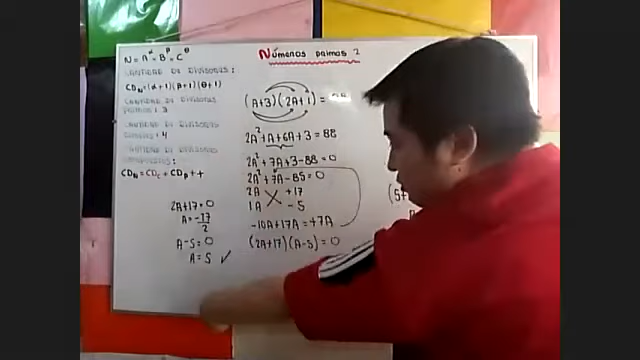 Números primos 2
N=A^α=B^β=C^θ
CANTIDAD DE DIVISORES:
CD_N=(α+1)(β+1)(θ+1)
CANTIDAD DE DIVISORES
3
CANTIDAD DE DIVISORES
4
CANTIDAD DE DIVISORES
COMPUESTOS:
CD_N=CD_C+CD_P++
2A+17=0
A=-17/2
A-5=0
A=5 ✓
(A+3)(2A+1)=88
2A²+A+6A+3=88
2A²+7A+3-88=0
2A²+7A-85=0
2A +17
1A -5
-10A+17A=+7A
(2A+17)(A-5)=0
(5+